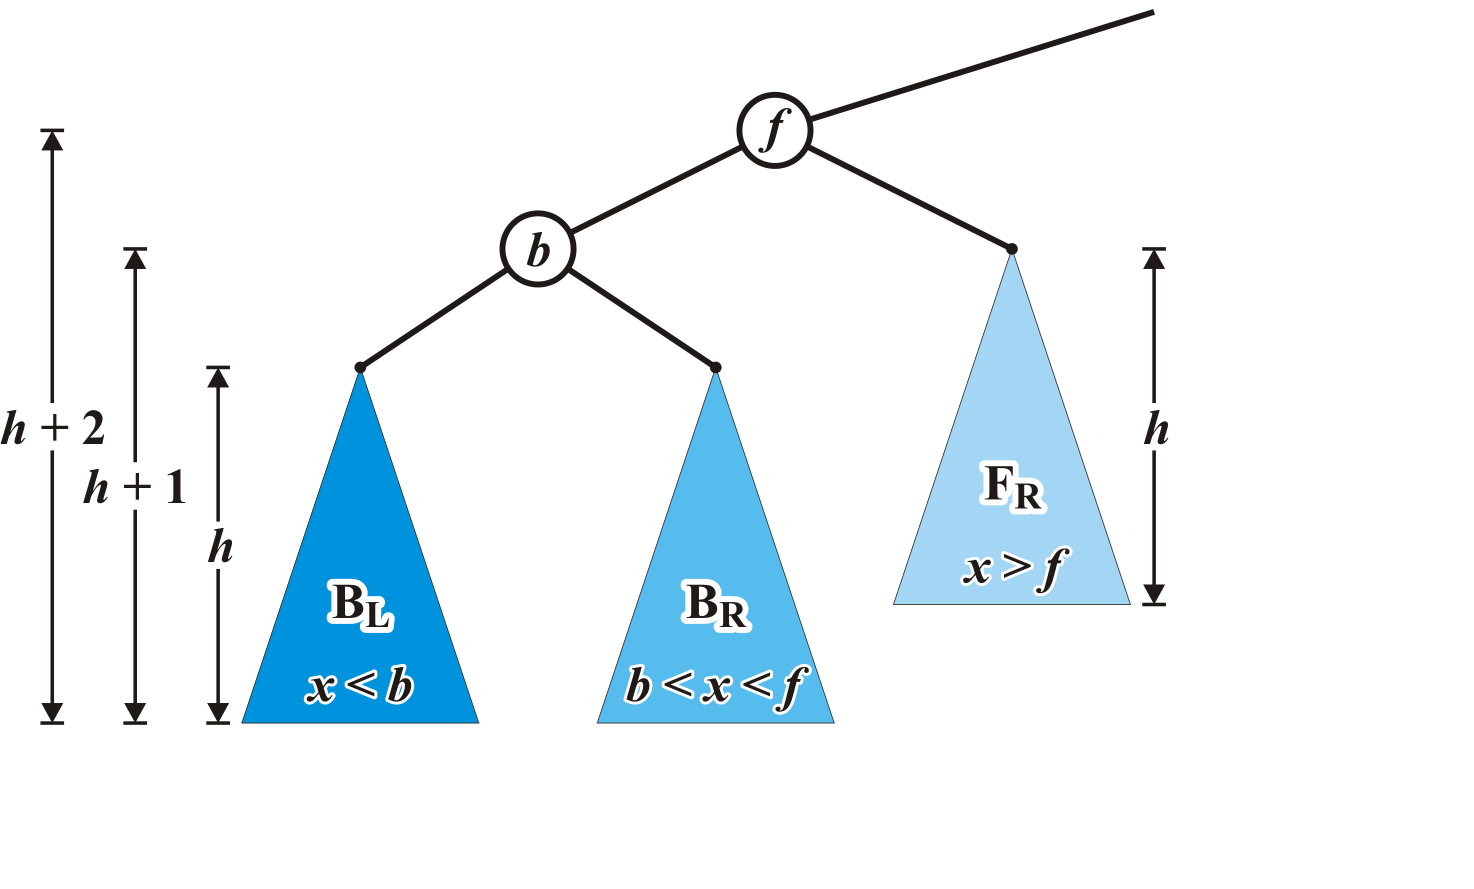 f
b
h + 2
h + 1
h
h
B_L
x < b
B_R
b < x < f
F_R
x > f